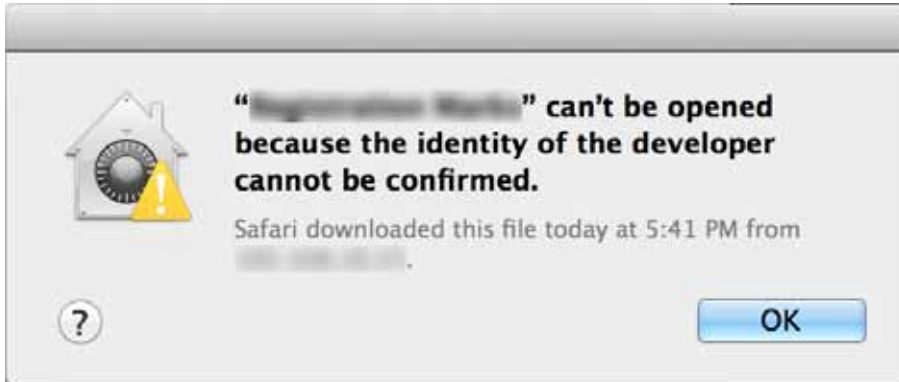 “ ” can’t be opened
because the identity of the developer
cannot be confirmed.
Safari downloaded this file today at 5:41 PM from
.
?
OK